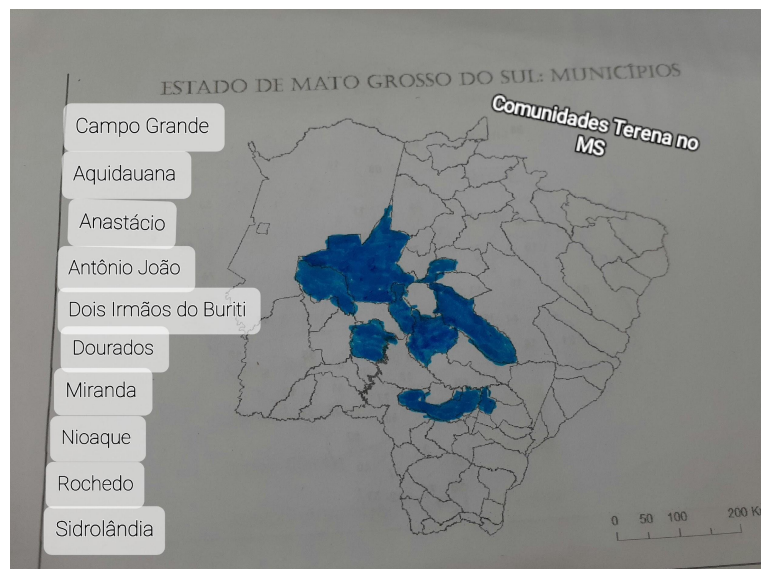 ESTADO DE MATO GROSSO DO SUL: MUNICÍPIOS
Comunidades Terena no
MS
Campo Grande
Aquidauana
Anastácio
Antônio João
Dois Irmãos do Buriti
Dourados
Miranda
Nioaque
Rochedo
Sidrolândia
0 50 100 200 K